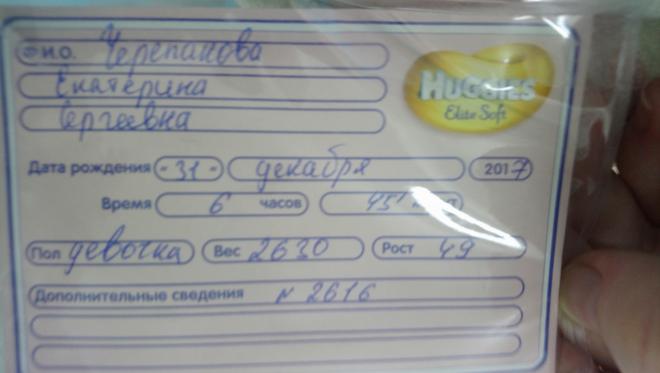 Ф.И.О. Черепанова
Екатерина
Сергеевна
HUGGIES
Elite Soft
Дата рождения - 31 - декабря 2017
Время 6 часов 45'
Пол девочка Вес 2630 Рост 49
Дополнительные сведения N 2616